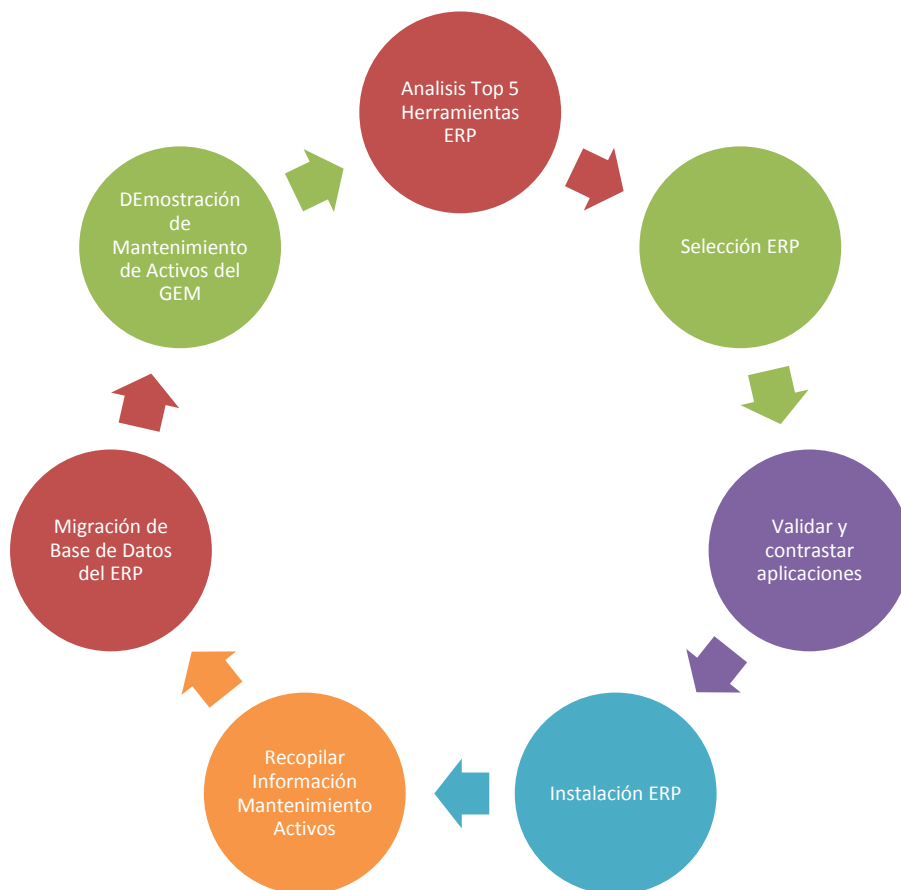 Analisis Top 5
Herramientas
ERP
Selección ERP
Validar y
contrastar
aplicaciones
Instalación ERP
Recopilar
Información
Mantenimiento
Activos
Migración de
Base de Datos
del ERP
DEmostración
de
Mantenimiento
de Activos del
GEM